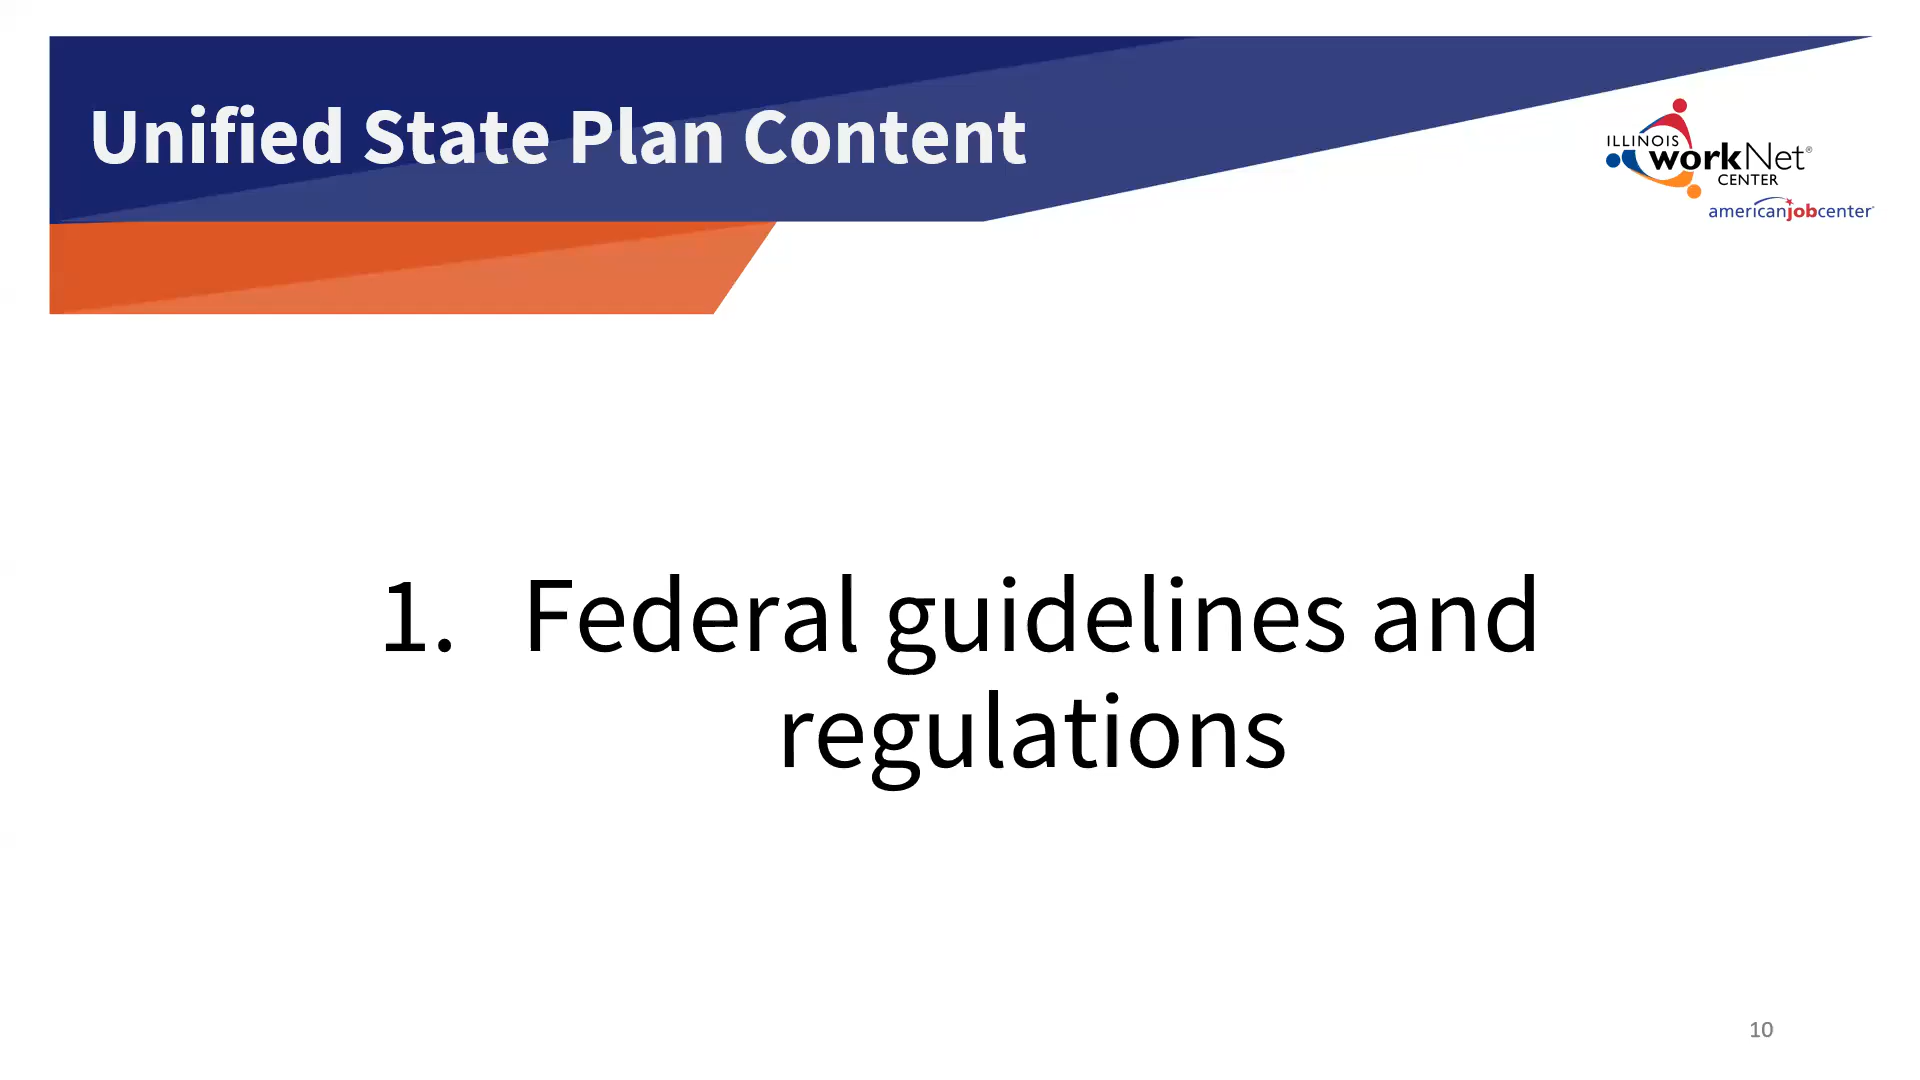 Unified State Plan Content
ILLINOIS
workNet®
CENTER
americanjobcenter
1. Federal guidelines and
regulations
10